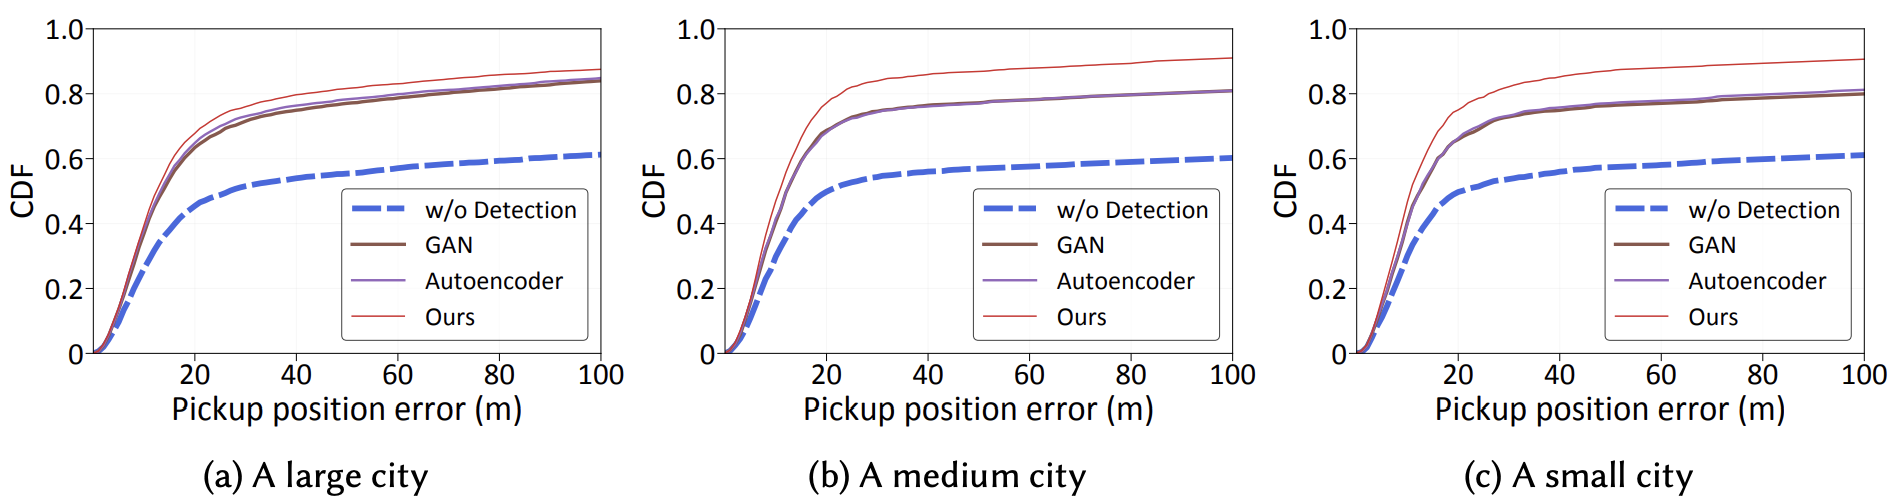 1.0
0.8
0.6
0.4
0.2
0
CDF
20 40 60 80 100
Pickup position error (m)
w/o Detection
GAN
Autoencoder
Ours
(a) A large city
1.0
0.8
0.6
0.4
0.2
0
CDF
20 40 60 80 100
Pickup position error (m)
w/o Detection
GAN
Autoencoder
Ours
(b) A medium city
1.0
0.8
0.6
0.4
0.2
0
CDF
20 40 60 80 100
Pickup position error (m)
w/o Detection
GAN
Autoencoder
Ours
(c) A small city